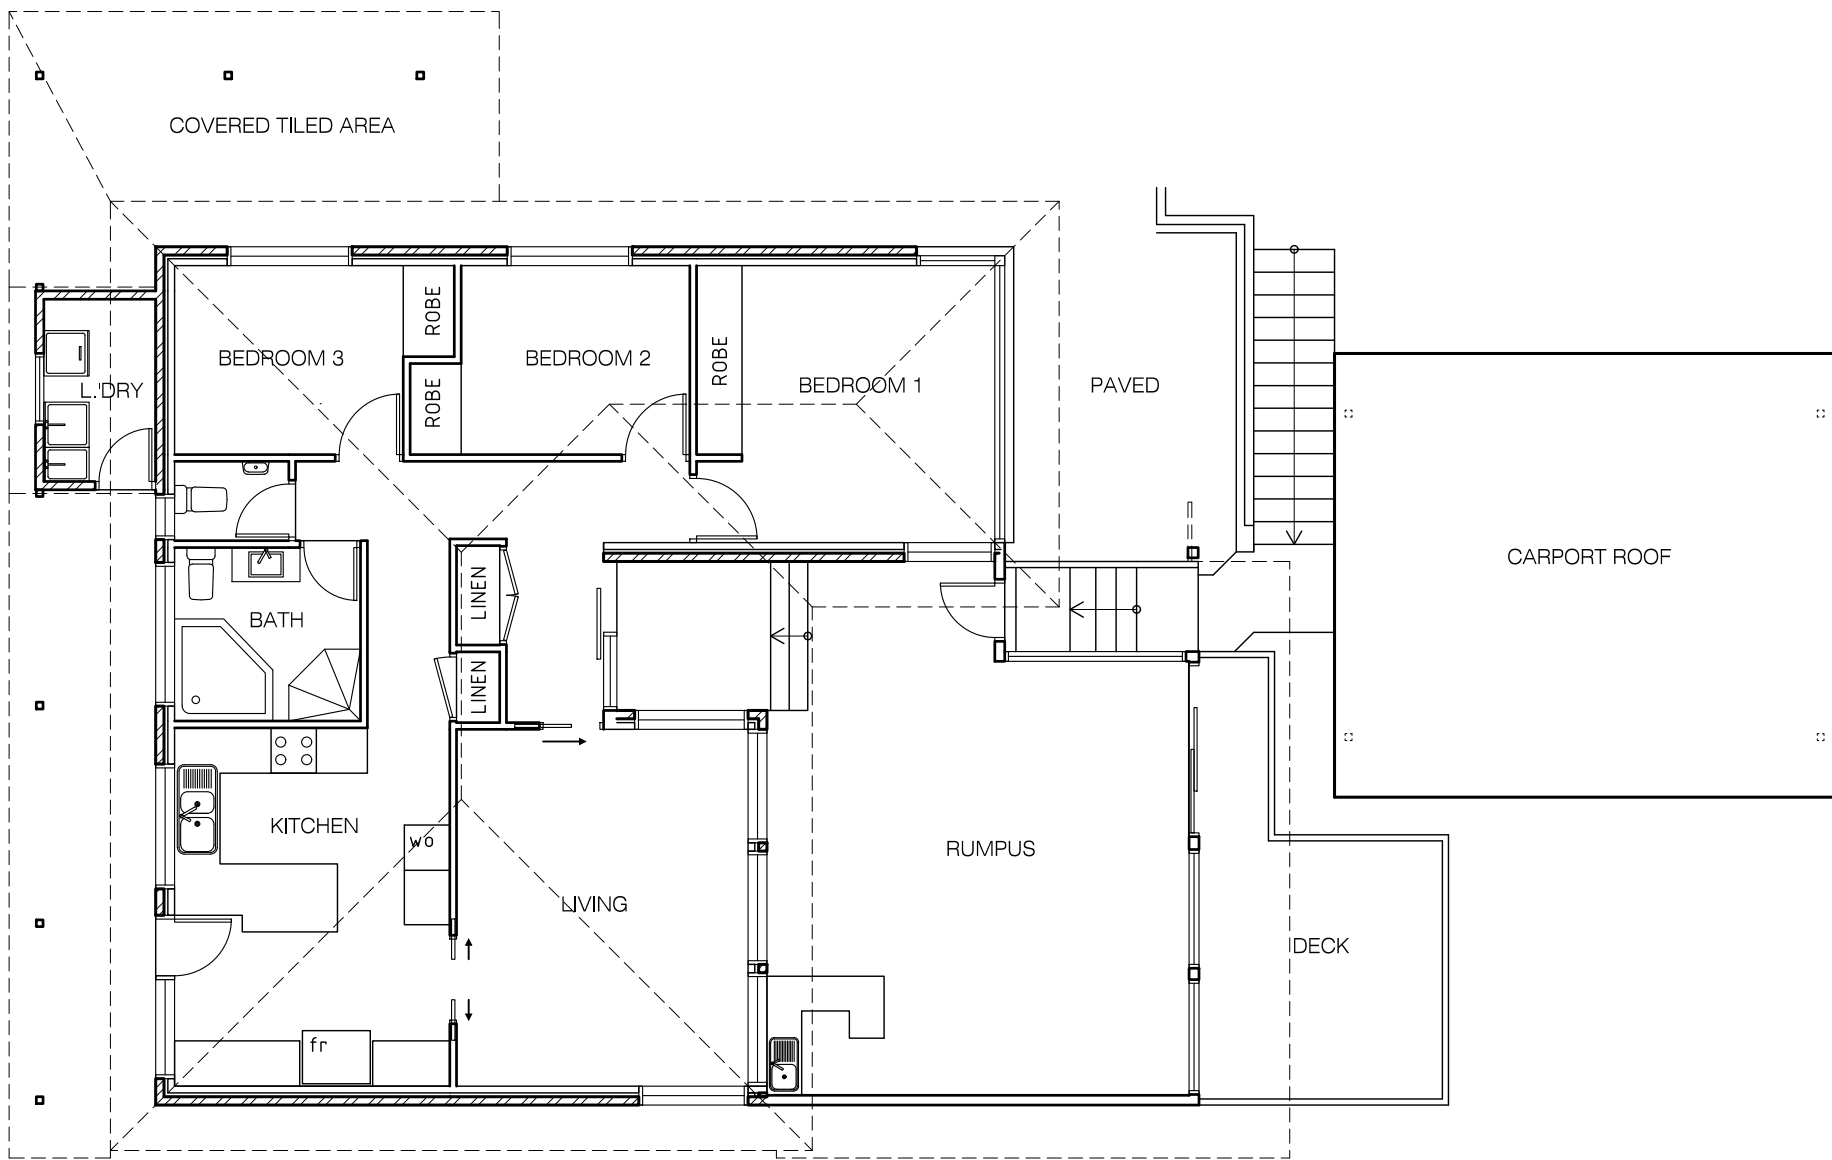 COVERED TILED AREA
ROBE
BEDROOM 3
BEDROOM 2
ROBE
BEDROOM 1
PAVED
L.'DRY
ROBE
CARPORT ROOF
LINEN
BATH
LINEN
KITCHEN
wo
RUMPUS
LIVING
DECK
fr